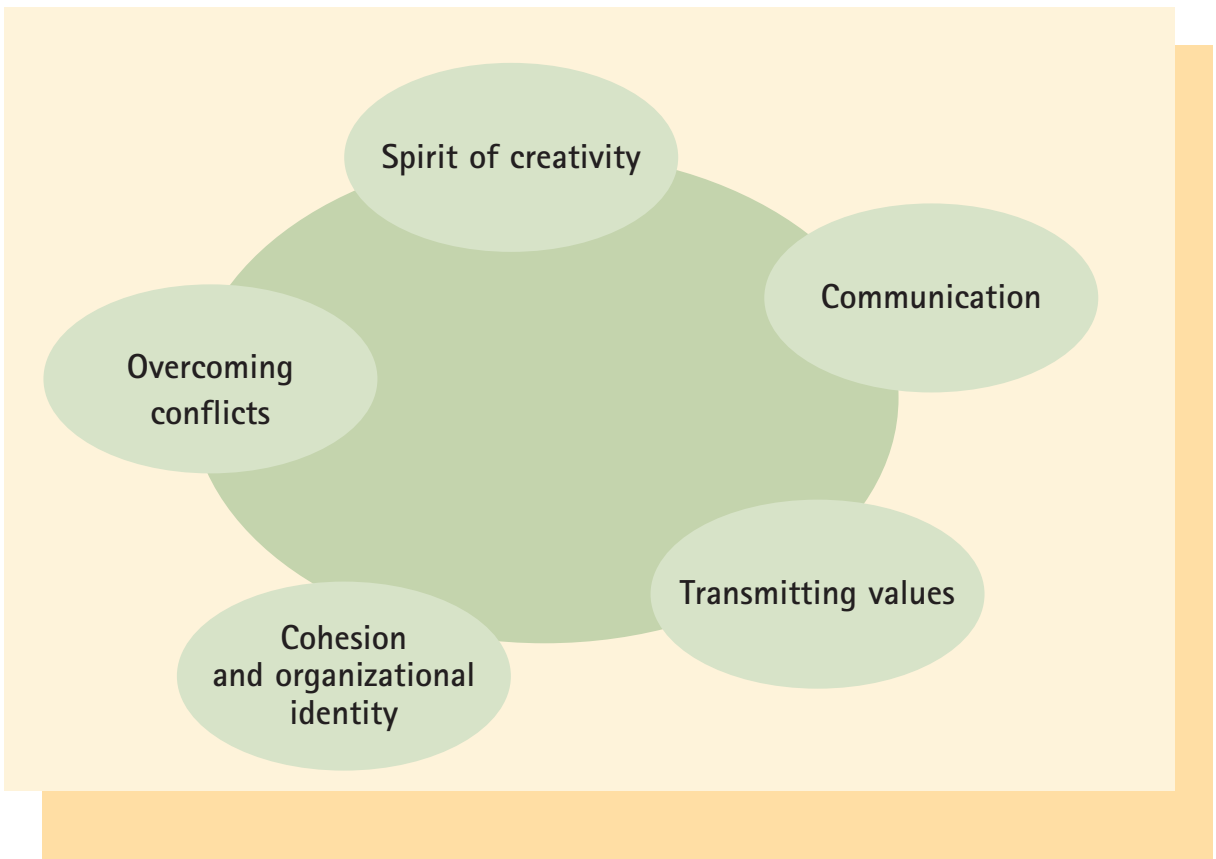 Spirit of creativity
Communication
Overcoming
conflicts
Transmitting values
Cohesion
and organizational
identity